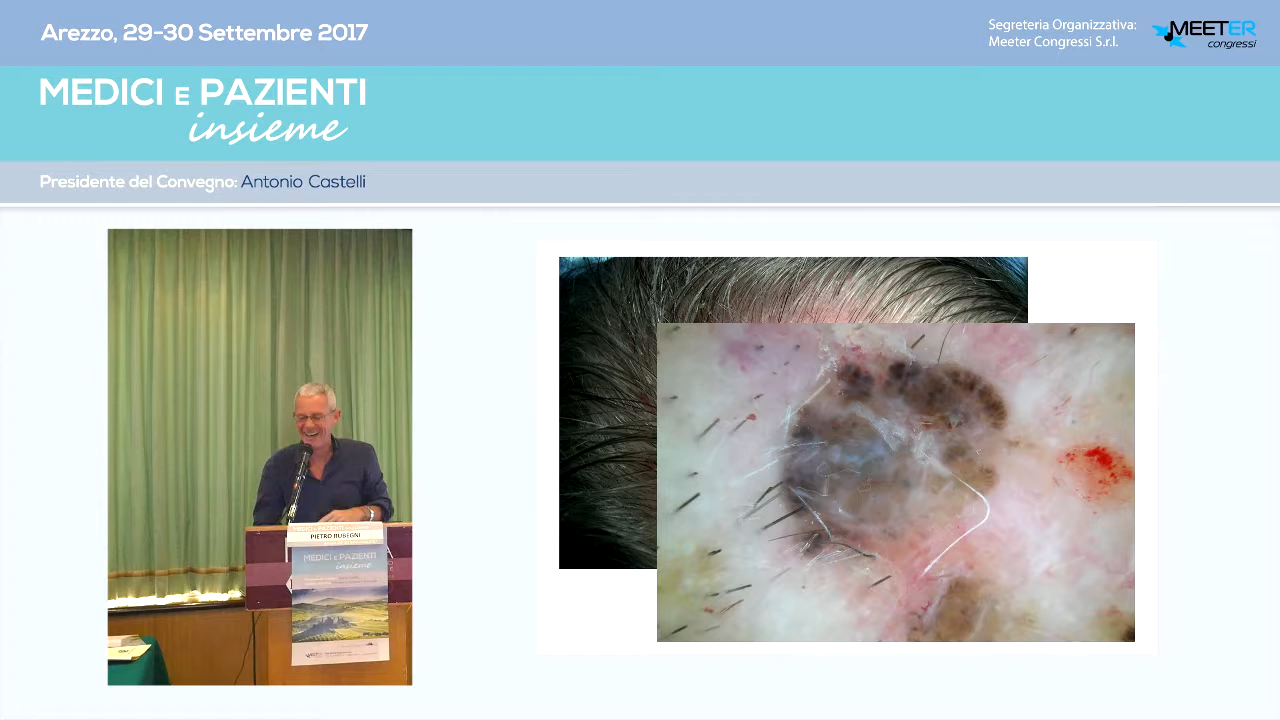 Arezzo, 29-30 Settembre 2017
Segreteria Organizzativa:
Meeter Congressi S.r.l.
MEETER
congressi
MEDICI E PAZIENTI
insieme
Presidente del Convegno: Antonio Castelli
PIETRO RUBEGNI
MEDICI E PAZIENTI
insieme